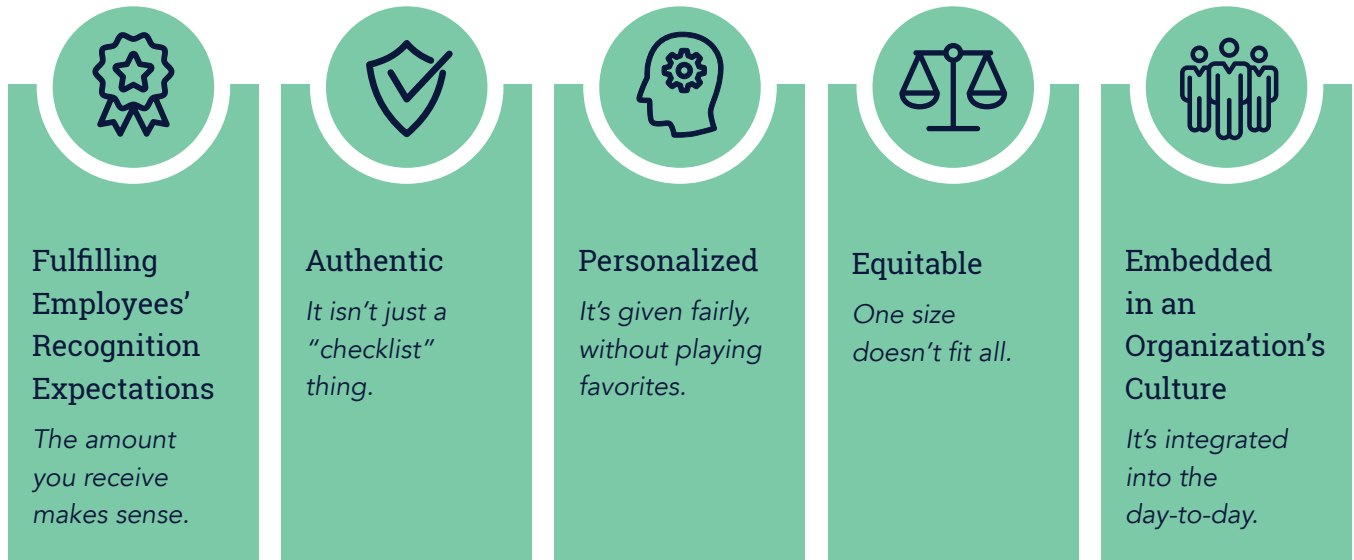 Fulfilling
Employees’
Recognition
Expectations
The amount
you receive
makes sense.
Authentic
It isn’t just a
“checklist”
thing.
Personalized
It’s given fairly,
without playing
favorites.
Equitable
One size
doesn’t fit all.
Embedded
in an
Organization’s
Culture
It’s integrated
into the
day-to-day.